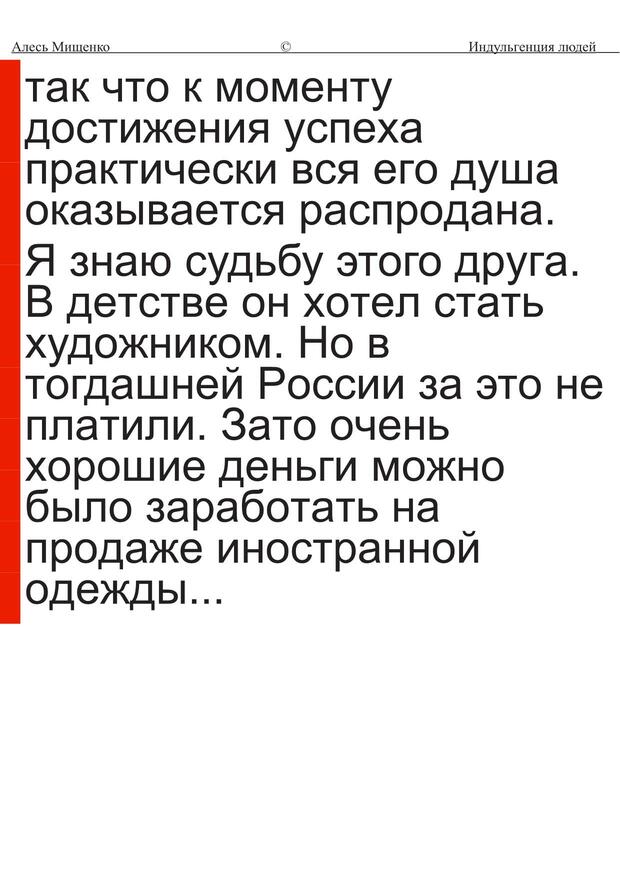 Алесь Мищенко © Индульгенция людей
так что к моменту
достижения успеха
практически вся его душа
оказывается распродана.
Я знаю судьбу этого друга.
В детстве он хотел стать
художником. Но в
тогдашней России за это не
платили. Зато очень
хорошие деньги можно
было заработать на
продаже иностранной
одежды...